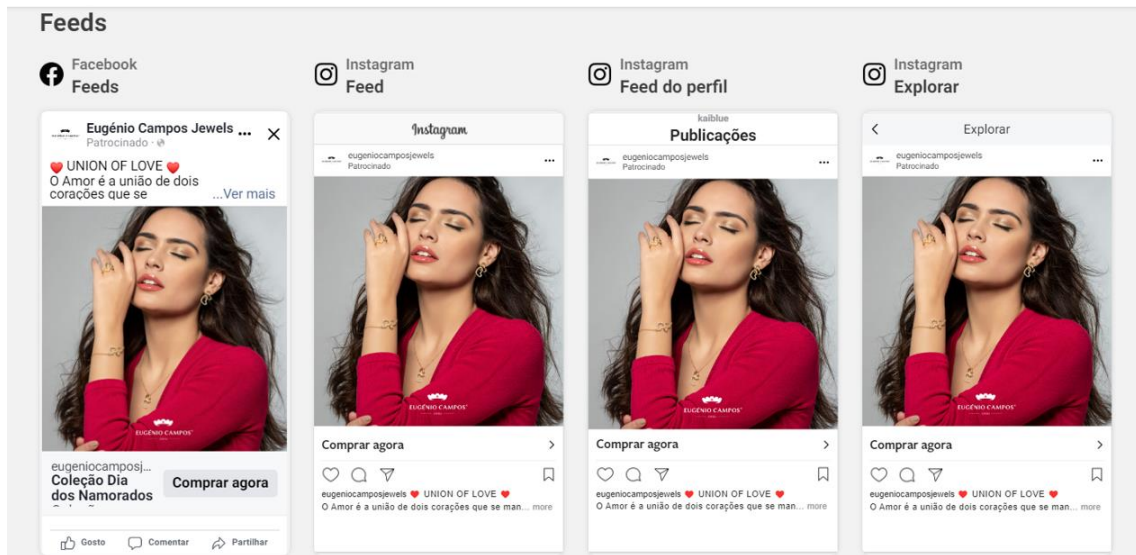 Feeds
Facebook
Feeds
Eugénio Campos Jewels ...
Patrocinado ·
UNION OF LOVE
O Amor é a união de dois
corações que se ...Ver mais
EUGÉNIO CAMPOS
eugeniocamposj...
Coleção Dia
dos Namorados
Comprar agora
Gosto Comentar Partilhar
Instagram
Feed
Instagram
eugeniocamposjewels ...
Patrocinado
EUGÉNIO CAMPOS
Comprar agora
eugeniocamposjewels UNION OF LOVE
O Amor é a união de dois corações que se man... more
Instagram
Feed do perfil
kaiblue
Publicações
eugeniocamposjewels ...
Patrocinado
EUGÉNIO CAMPOS
Comprar agora
eugeniocamposjewels UNION OF LOVE
O Amor é a união de dois corações que se man... more
Instagram
Explorar
Explorar
eugeniocamposjewels ...
Patrocinado
EUGÉNIO CAMPOS
Comprar agora
eugeniocamposjewels UNION OF LOVE
O Amor é a união de dois corações que se man... more